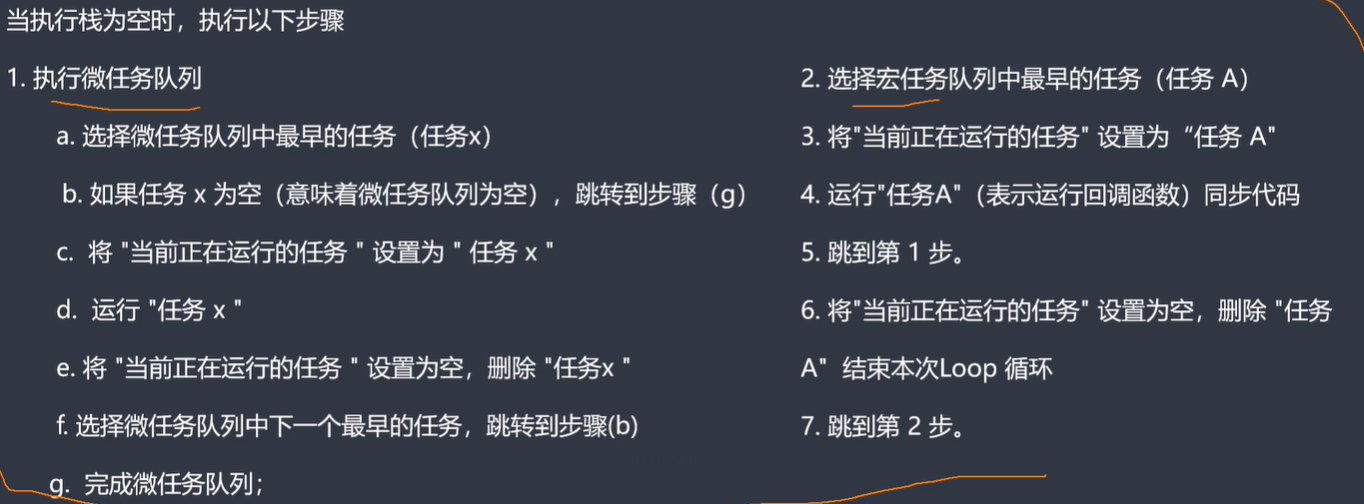 当执行栈为空时，执行以下步骤
1. 执行微任务队列
a. 选择微任务队列中最早的任务（任务x）
b. 如果任务 x 为空（意味着微任务队列为空），跳转到步骤（g）
c. 将 "当前正在运行的任务 " 设置为 " 任务 x "
d. 运行 "任务 x "
e. 将 "当前正在运行的任务 " 设置为空，删除 "任务x "
f. 选择微任务队列中下一个最早的任务，跳转到步骤(b)
g. 完成微任务队列；
2. 选择宏任务队列中最早的任务（任务 A）
3. 将"当前正在运行的任务" 设置为 “任务 A"
4. 运行"任务A"（表示运行回调函数）同步代码
5. 跳到第 1 步。
6. 将"当前正在运行的任务" 设置为空，删除 "任务
A" 结束本次Loop 循环
7. 跳到第 2 步。